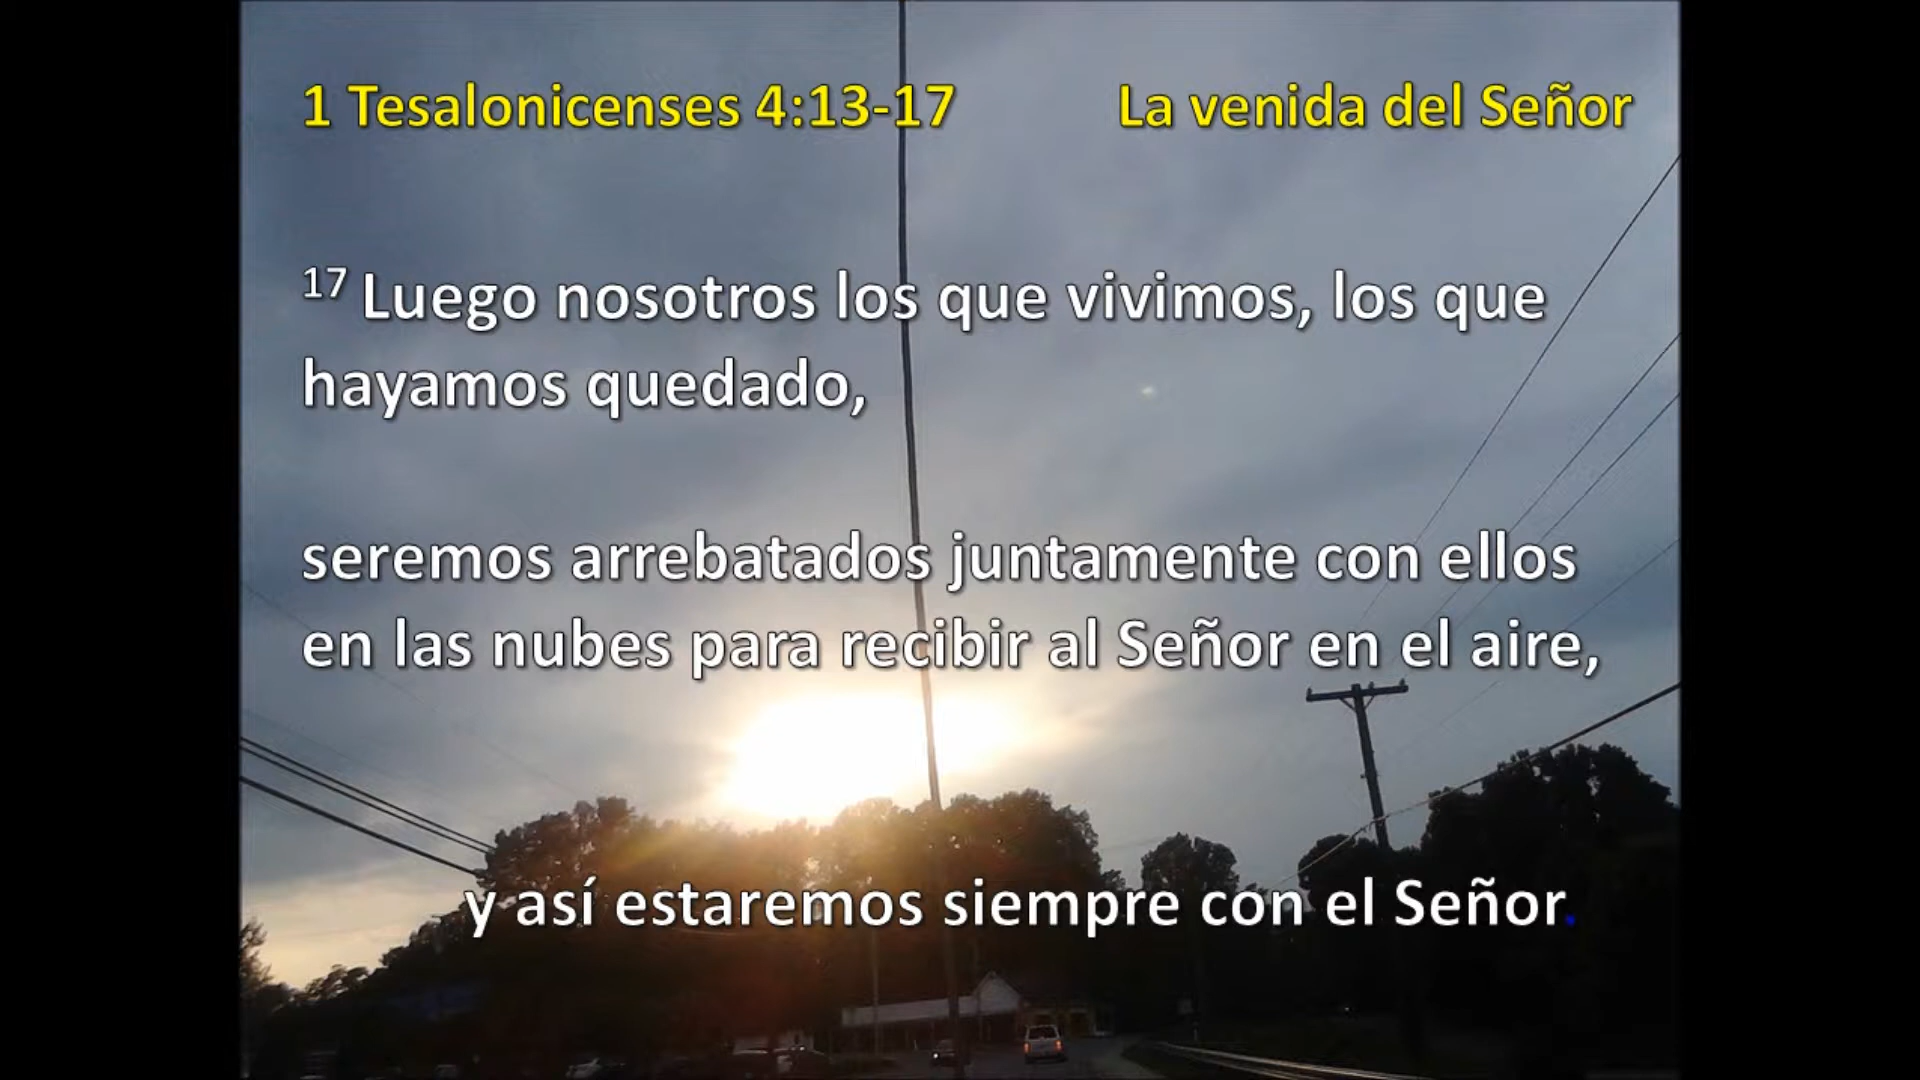 1 Tesalonicenses 4:13-17 La venida del Señor
17 Luego nosotros los que vivimos, los que
hayamos quedado,
seremos arrebatados juntamente con ellos
en las nubes para recibir al Señor en el aire,
y así estaremos siempre con el Señor.